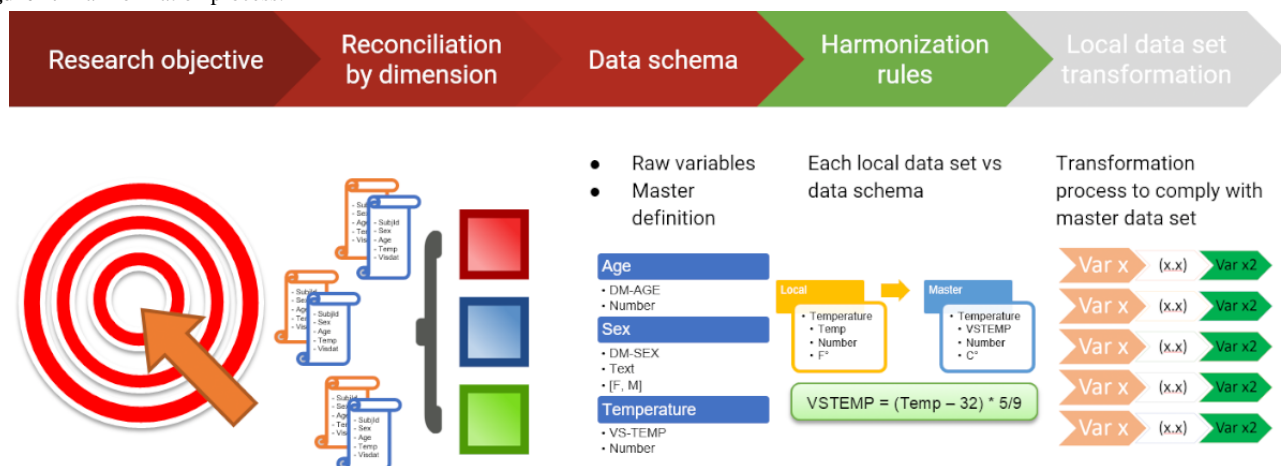 Research objective
Reconciliation
by dimension
Data schema
Harmonization
rules
Local data set
transformation
- SubjId
- Sex
- Age
- Temp
- Visdat
- SubjId
- Sex
- Age
- Temp
- Visdat
- SubjId
- Sex
- Age
- Temp
- Visdat
● Raw variables
● Master
definition
Age
• DM-AGE
• Number
Sex
• DM-SEX
• Text
• [F, M]
Temperature
• VS-TEMP
• Number
Each local data set vs
data schema
Local
• Temperature
• Temp
• Number
• F°
Master
• Temperature
• VSTEMP
• Number
• C°
VSTEMP = (Temp – 32) * 5/9
Transformation
process to comply with
master data set
Var x (x.x) Var x2
Var x (x.x) Var x2
Var x (x.x) Var x2
Var x (x.x) Var x2
Var x (x.x) Var x2